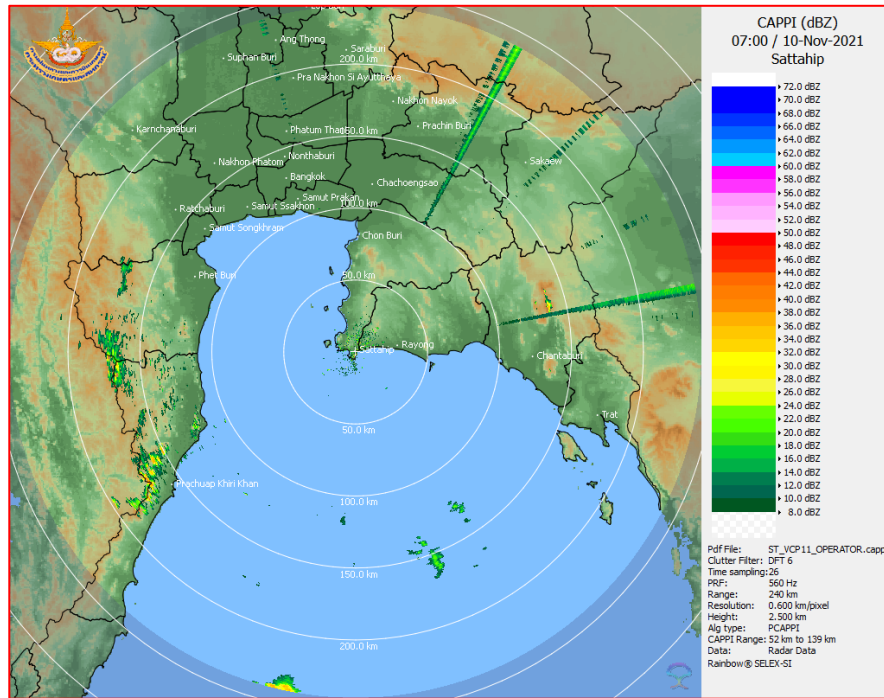 Ang Thong
Saraburi
Suphan Buri
200.0 km
Pra Nakhon Si Ayutthaya
Nakhon Nayok
Karnchanaburi
Phatum Than
150.0 km
Prachin Buri
Nakhon Phatom
Nonthaburi
Sakaew
Bangkok
Chachoengsao
Ratchaburi
Samut Ssakhon
Samut Prakan
100.0 km
Samut Songkhram
Chon Buri
Phet Buri
50.0 km
Sattahip
Rayong
Chantaburi
Trat
50.0 km
Prachuap Khiri Khan
100.0 km
150.0 km
200.0 km
CAPPI (dBZ)
07:00 / 10-Nov-2021
Sattahip
72.0 dBZ
70.0 dBZ
68.0 dBZ
66.0 dBZ
64.0 dBZ
62.0 dBZ
60.0 dBZ
58.0 dBZ
56.0 dBZ
54.0 dBZ
52.0 dBZ
50.0 dBZ
48.0 dBZ
46.0 dBZ
44.0 dBZ
42.0 dBZ
40.0 dBZ
38.0 dBZ
36.0 dBZ
34.0 dBZ
32.0 dBZ
30.0 dBZ
28.0 dBZ
26.0 dBZ
24.0 dBZ
22.0 dBZ
20.0 dBZ
18.0 dBZ
16.0 dBZ
14.0 dBZ
12.0 dBZ
10.0 dBZ
8.0 dBZ
Pdf File: ST_VCP11_OPERATOR.capp
Clutter Filter: DFT 6
Time sampling:26
PRF: 560 Hz
Range: 240 km
Resolution: 0.600 km/pixel
Height: 2.500 km
Alg type: PCAPPI
CAPPI Range: 52 km to 139 km
Data: Radar Data
Rainbow® SELEX-SI